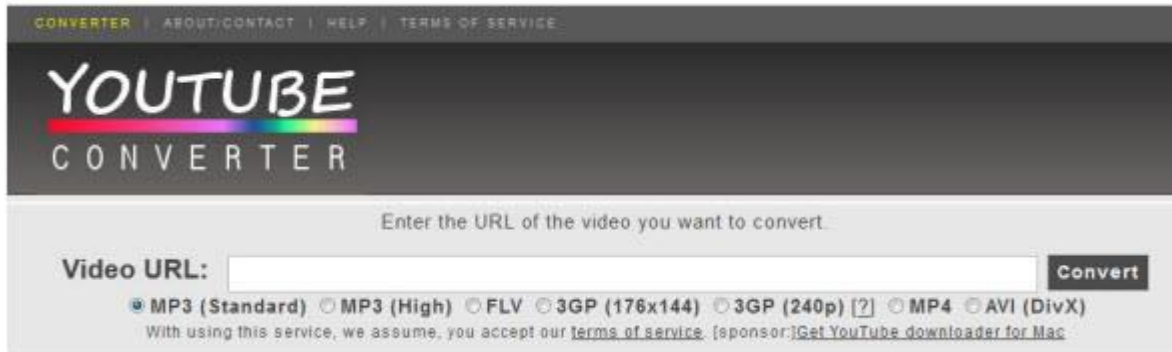 CONVERTER | ABOUT/CONTACT | HELP | TERMS OF SERVICE
YOUTUBE
CONVERTER
Enter the URL of the video you want to convert.
Video URL: Convert
MP3 (Standard) MP3 (High) FLV 3GP (176x144) 3GP (240p) [?] MP4 AVI (DivX)
With using this service, we assume, you accept our terms of service. [sponsor:]Get YouTube downloader for Mac